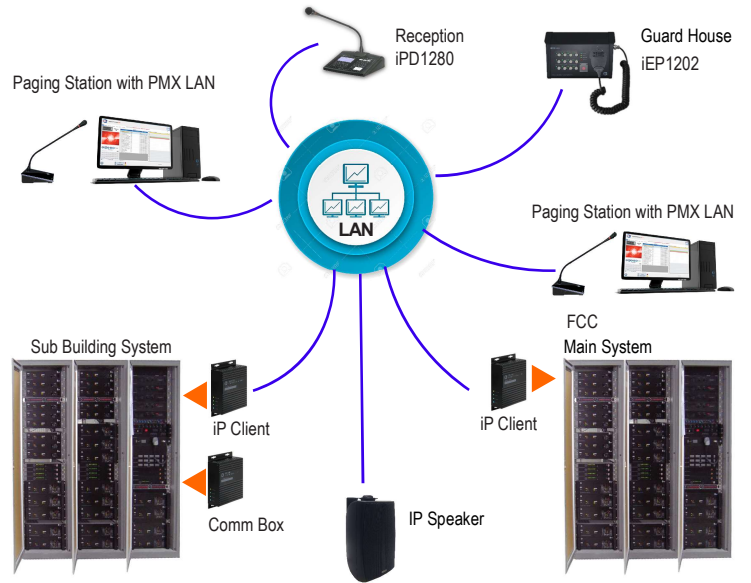 Reception
iPD1280
Guard House
iEP1202
Paging Station with PMX LAN
LAN
Paging Station with PMX LAN
FCC
Main System
Sub Building System
iP Client
iP Client
Comm Box
IP Speaker